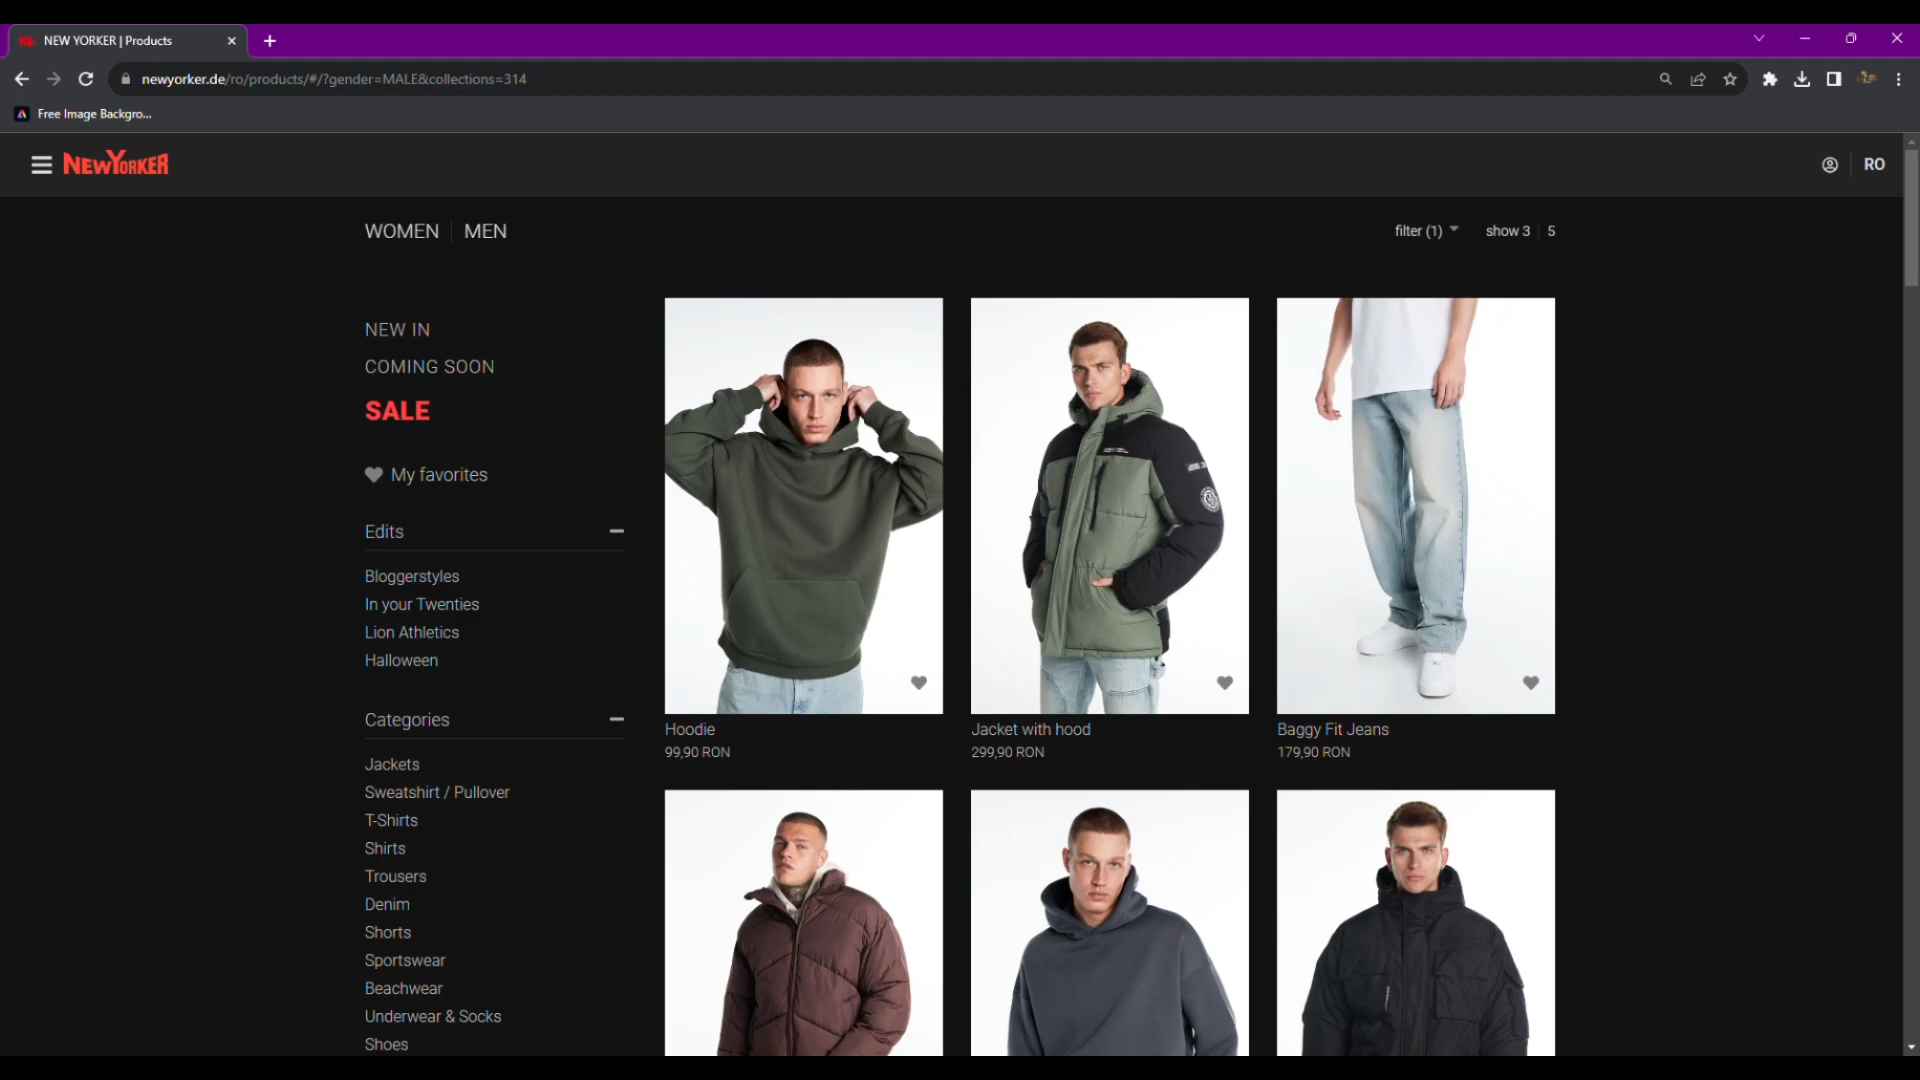 NEW YORKER | Products
newyorker.de/ro/products/#/?gender=MALE&collections=314
Free Image Backgro...
NEWYORKER
RO
WOMEN
MEN
filter (1)
show 3
5
NEW IN
COMING SOON
SALE
My favorites
Edits
Bloggerstyles
In your Twenties
Lion Athletics
Halloween
Categories
Jackets
Sweatshirt / Pullover
T-Shirts
Shirts
Trousers
Denim
Shorts
Sportswear
Beachwear
Underwear & Socks
Shoes
Hoodie
99,90 RON
Jacket with hood
299,90 RON
Baggy Fit Jeans
179,90 RON